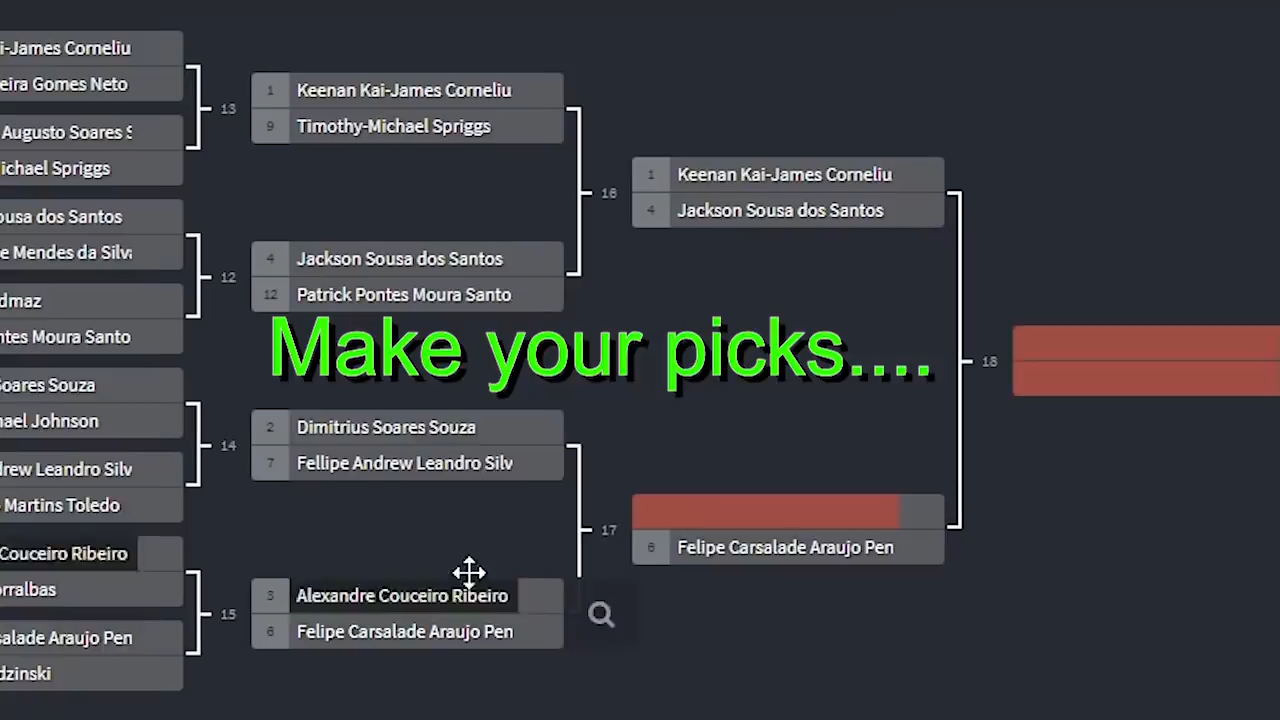 i-James Corneliu
eira Gomes Neto
Augusto Soares S
ichael Spriggs
ousa dos Santos
e Mendes da Silva
dmaz
ntes Moura Santo
Soares Souza
nael Johnson
drew Leandro Silv
Martins Toledo
Couceiro Ribeiro
orralbas
salade Araujo Pen
dzinski
13
12
14
15
1 Keenan Kai-James Corneliu
9 Timothy-Michael Spriggs
4 Jackson Sousa dos Santos
12 Patrick Pontes Moura Santo
Make your picks....
2 Dimitrius Soares Souza
7 Fellipe Andrew Leandro Silv
3 Alexandre Couceiro Ribeiro
6 Felipe Carsalade Araujo Pen
16
17
1 Keenan Kai-James Corneliu
4 Jackson Sousa dos Santos
6 Felipe Carsalade Araujo Pen
18